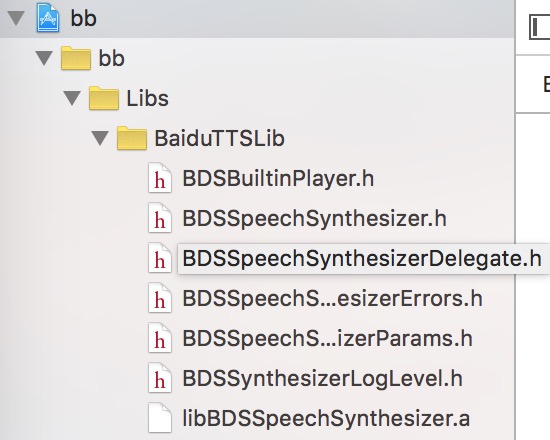 bb
bb
Libs
BaiduTTSLib
h BDSBuiltinPlayer.h
h BDSSpeechSynthesizer.h
h BDSSpeechSynthesizerDelegate.h
h BDSSpeechS...esizerErrors.h
h BDSSpeechS...izerParams.h
h BDSSynthesizerLogLevel.h
libBDSSpeechSynthesizer.a